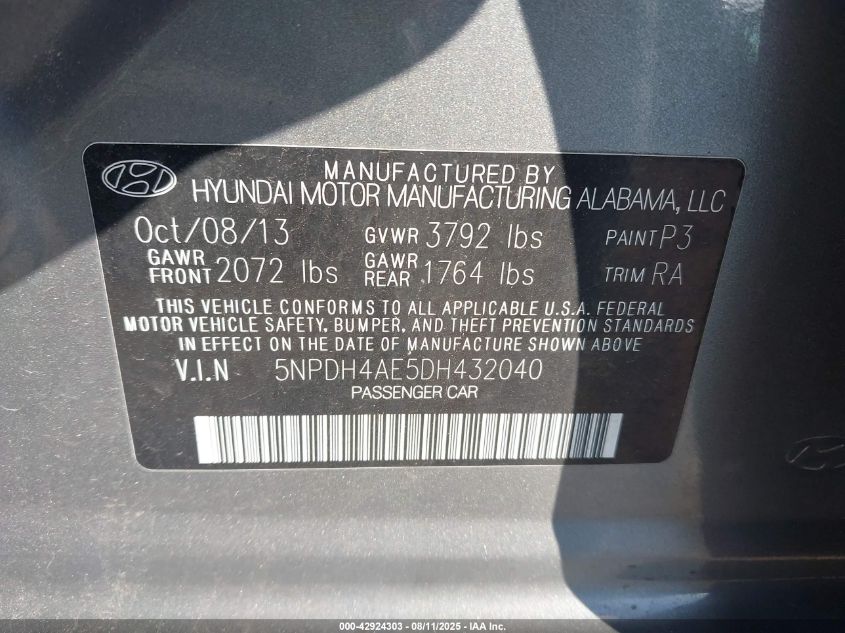 MANUFACTURED BY
HYUNDAI MOTOR MANUFACTURING ALABAMA, LLC
Oct/08/13 GVWR 3792 lbs PAINT P3
GAWR FRONT 2072 lbs GAWR REAR 1764 lbs TRIM RA
THIS VEHICLE CONFORMS TO ALL APPLICABLE U.S.A. FEDERAL
MOTOR VEHICLE SAFETY, BUMPER, AND THEFT PREVENTION STANDARDS
IN EFFECT ON THE DATE OF MANUFACTURE SHOWN ABOVE
V.I.N 5NPDH4AE5DH432040
PASSENGER CAR
000-42924303 - 08/11/2025 - IAA Inc.